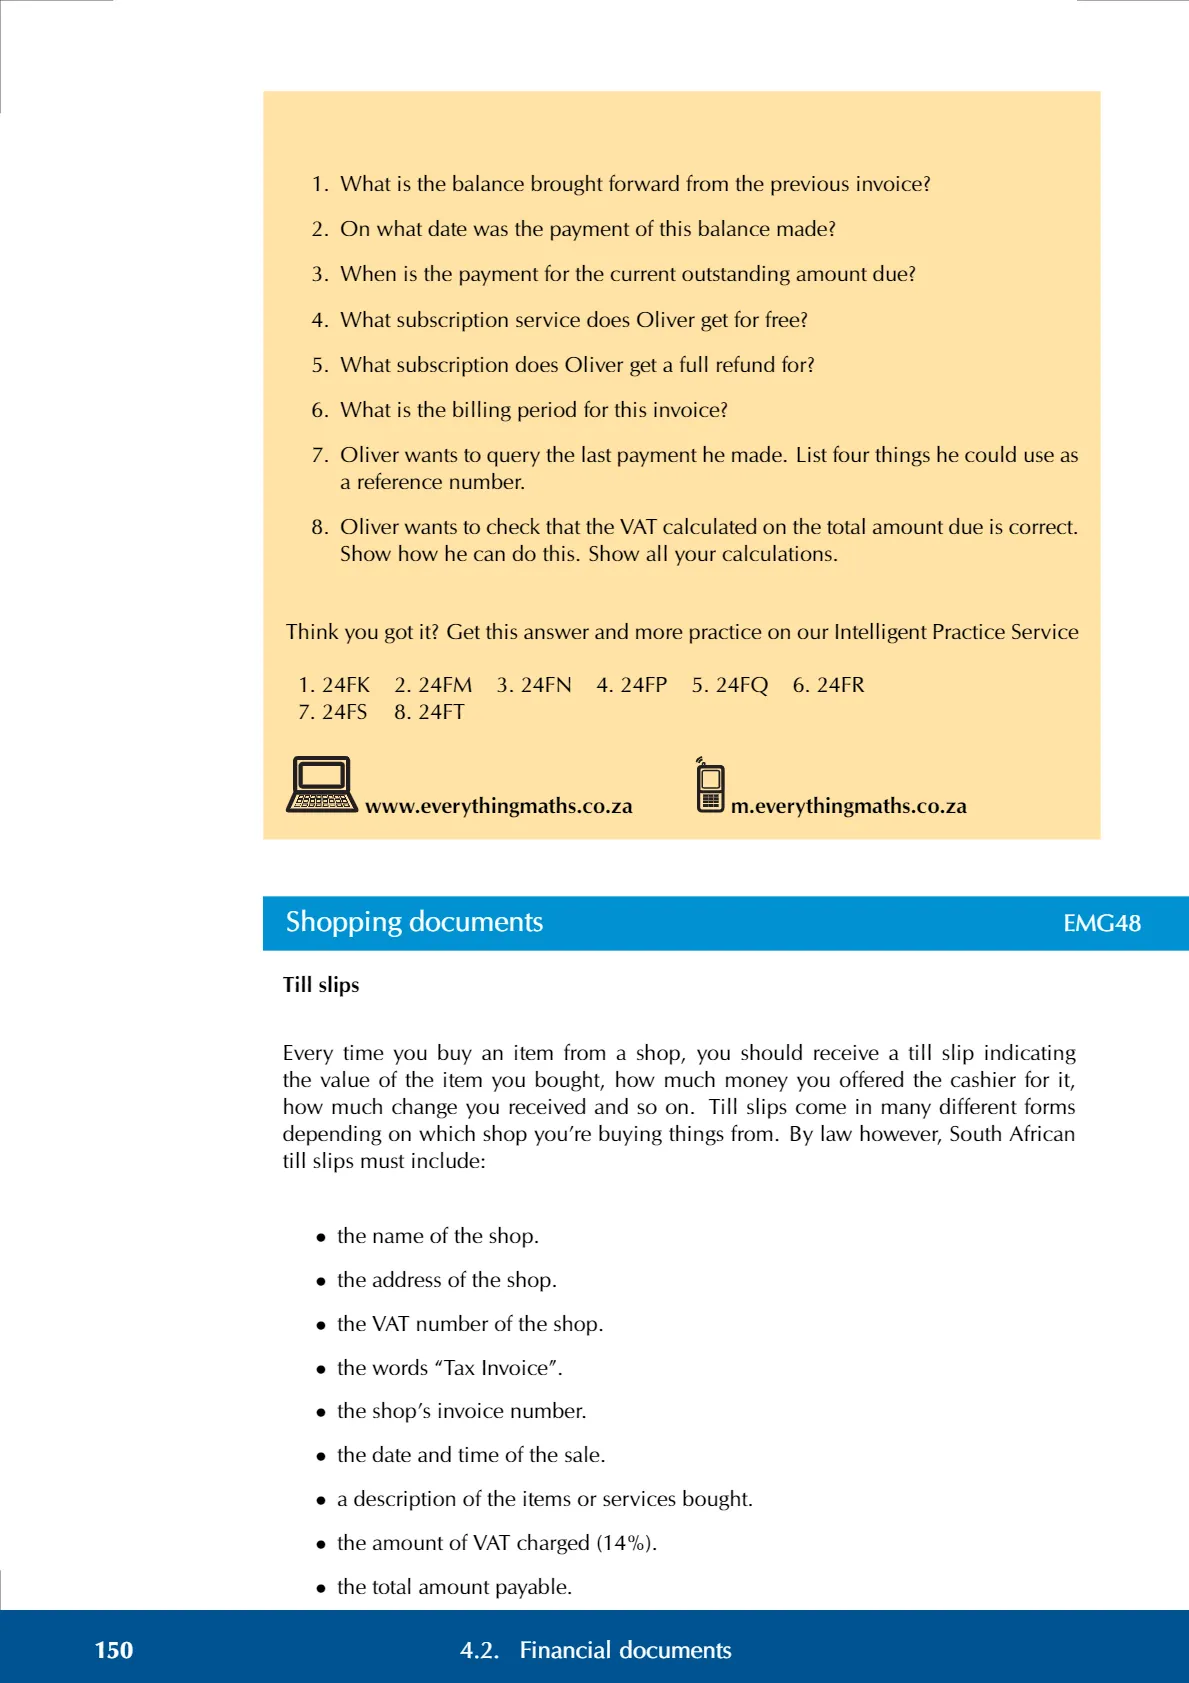 1. What is the balance brought forward from the previous invoice?
2. On what date was the payment of this balance made?
3. When is the payment for the current outstanding amount due?
4. What subscription service does Oliver get for free?
5. What subscription does Oliver get a full refund for?
6. What is the billing period for this invoice?
7. Oliver wants to query the last payment he made. List four things he could use as
a reference number.
8. Oliver wants to check that the VAT calculated on the total amount due is correct.
Show how he can do this. Show all your calculations.
Think you got it? Get this answer and more practice on our Intelligent Practice Service
1. 24FK 2. 24FM 3. 24FN 4. 24FP 5. 24FQ 6. 24FR
7. 24FS 8. 24FT
www.everythingmaths.co.za m.everythingmaths.co.za
Shopping documents EMG48
Till slips
Every time you buy an item from a shop, you should receive a till slip indicating
the value of the item you bought, how much money you offered the cashier for it,
how much change you received and so on. Till slips come in many different forms
depending on which shop you’re buying things from. By law however, South African
till slips must include:
• the name of the shop.
• the address of the shop.
• the VAT number of the shop.
• the words “Tax Invoice”.
• the shop’s invoice number.
• the date and time of the sale.
• a description of the items or services bought.
• the amount of VAT charged (14%).
• the total amount payable.
150 4.2. Financial documents